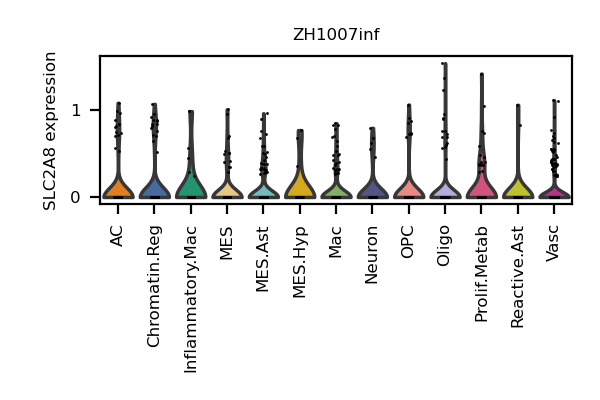 ZH1007inf
SLC2A8 expression
1
0
AC
Chromatin.Reg
Inflammatory.Mac
MES
MES.Ast
MES.Hyp
Mac
Neuron
OPC
Oligo
Prolif.Metab
Reactive.Ast
Vasc